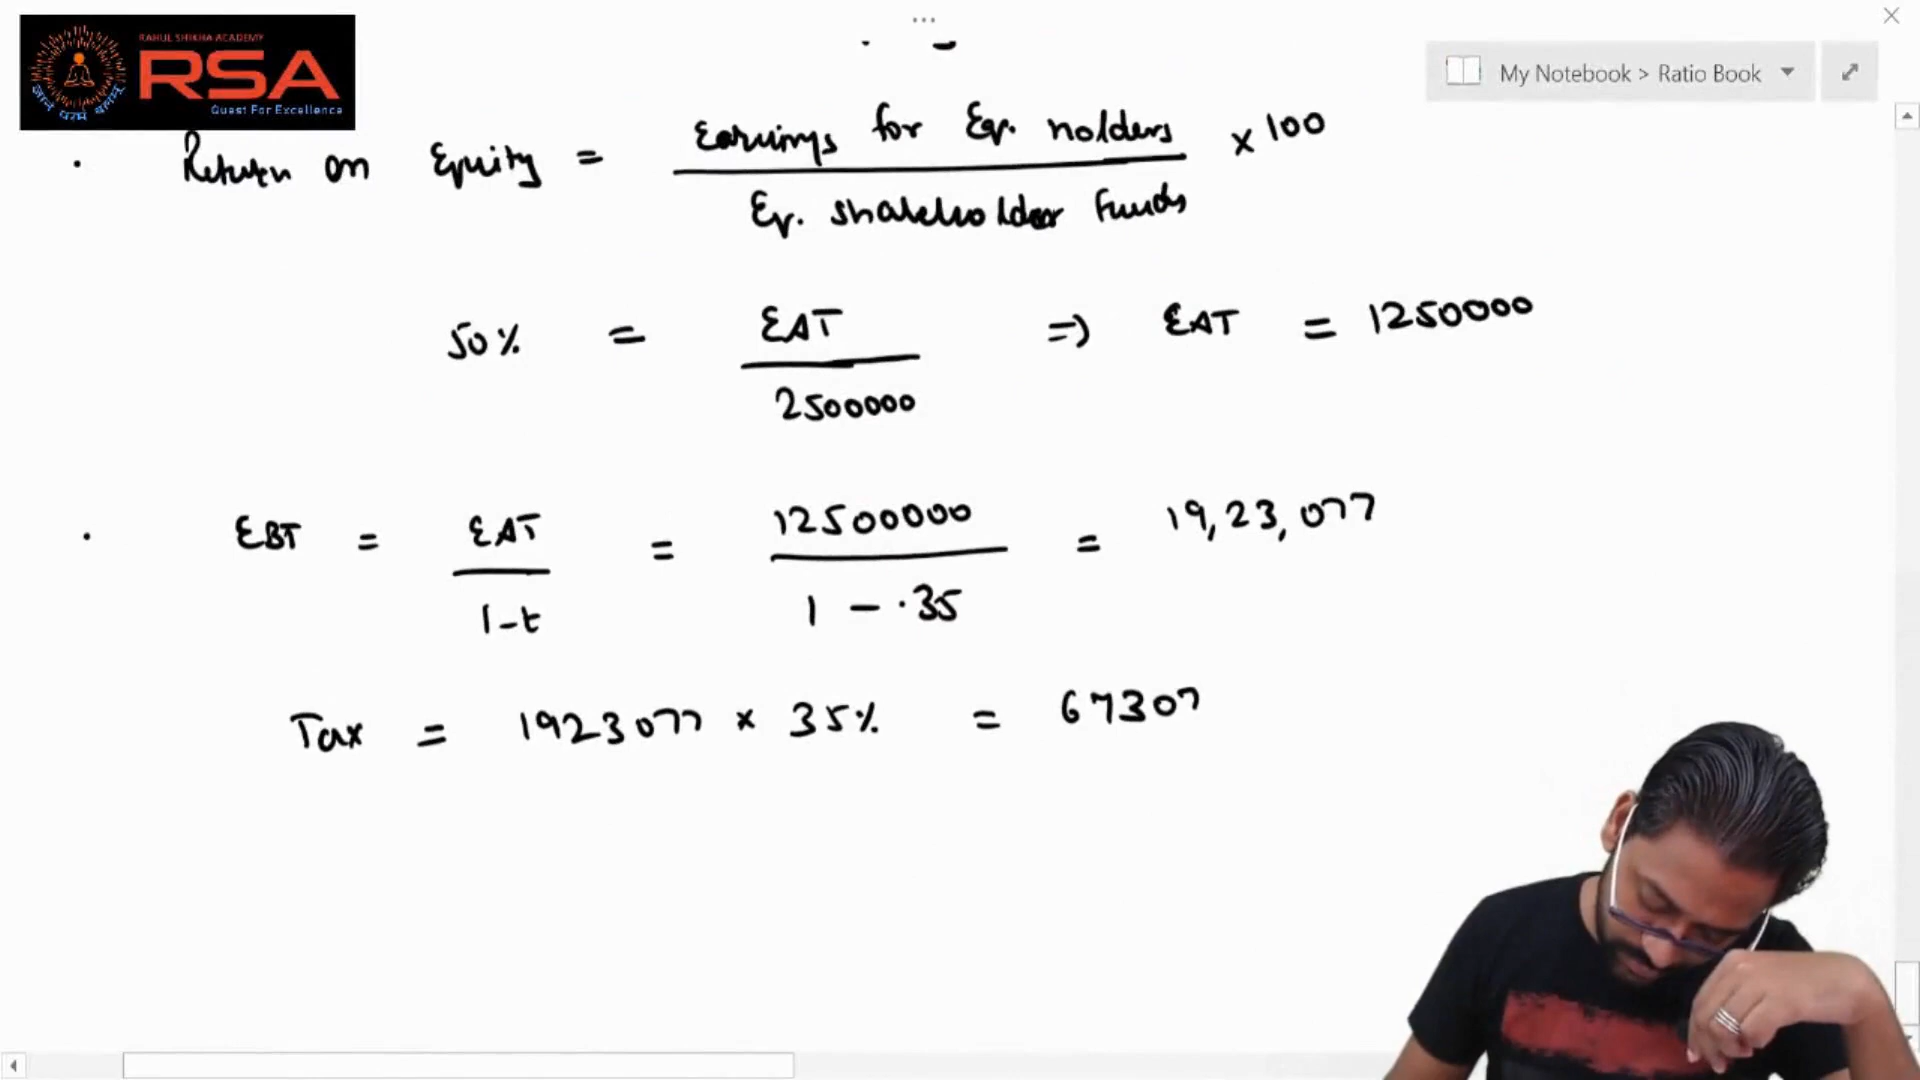 RAHUL SHIKHA ACADEMY
RSA
Quest For Excellence
ज्ञानं परमं बलम्
My Notebook > Ratio Book
. Return on Equity = Earnings for Eq. holders / Eq. shareholder Funds × 100
50% = EAT / 2500000 => EAT = 1250000
. EBT = EAT / 1-t = 12500000 / 1 - .35 = 19,23,077
Tax = 1923077 × 35% = 67307